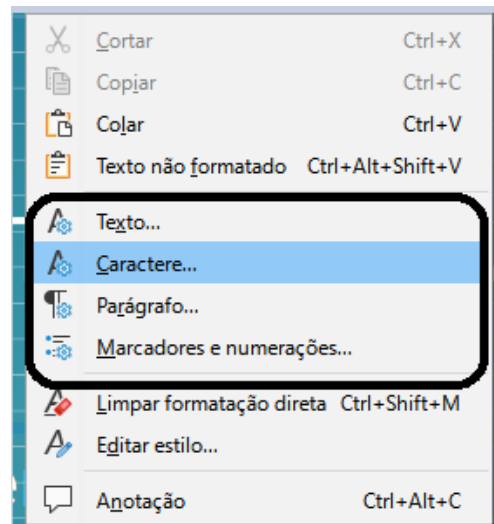 Cortar Ctrl+X
Copiar Ctrl+C
Colar Ctrl+V
Texto não formatado Ctrl+Alt+Shift+V
Texto...
Caractere...
Parágrafo...
Marcadores e numerações...
Limpar formatação direta Ctrl+Shift+M
Editar estilo...
Anotação Ctrl+Alt+C